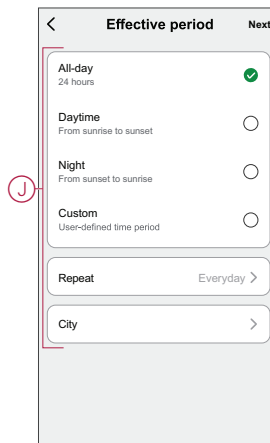 Effective period Next
All-day
24 hours
Daytime
From sunrise to sunset
Night
From sunset to sunrise
J
Custom
User-defined time period
Repeat Everyday
City